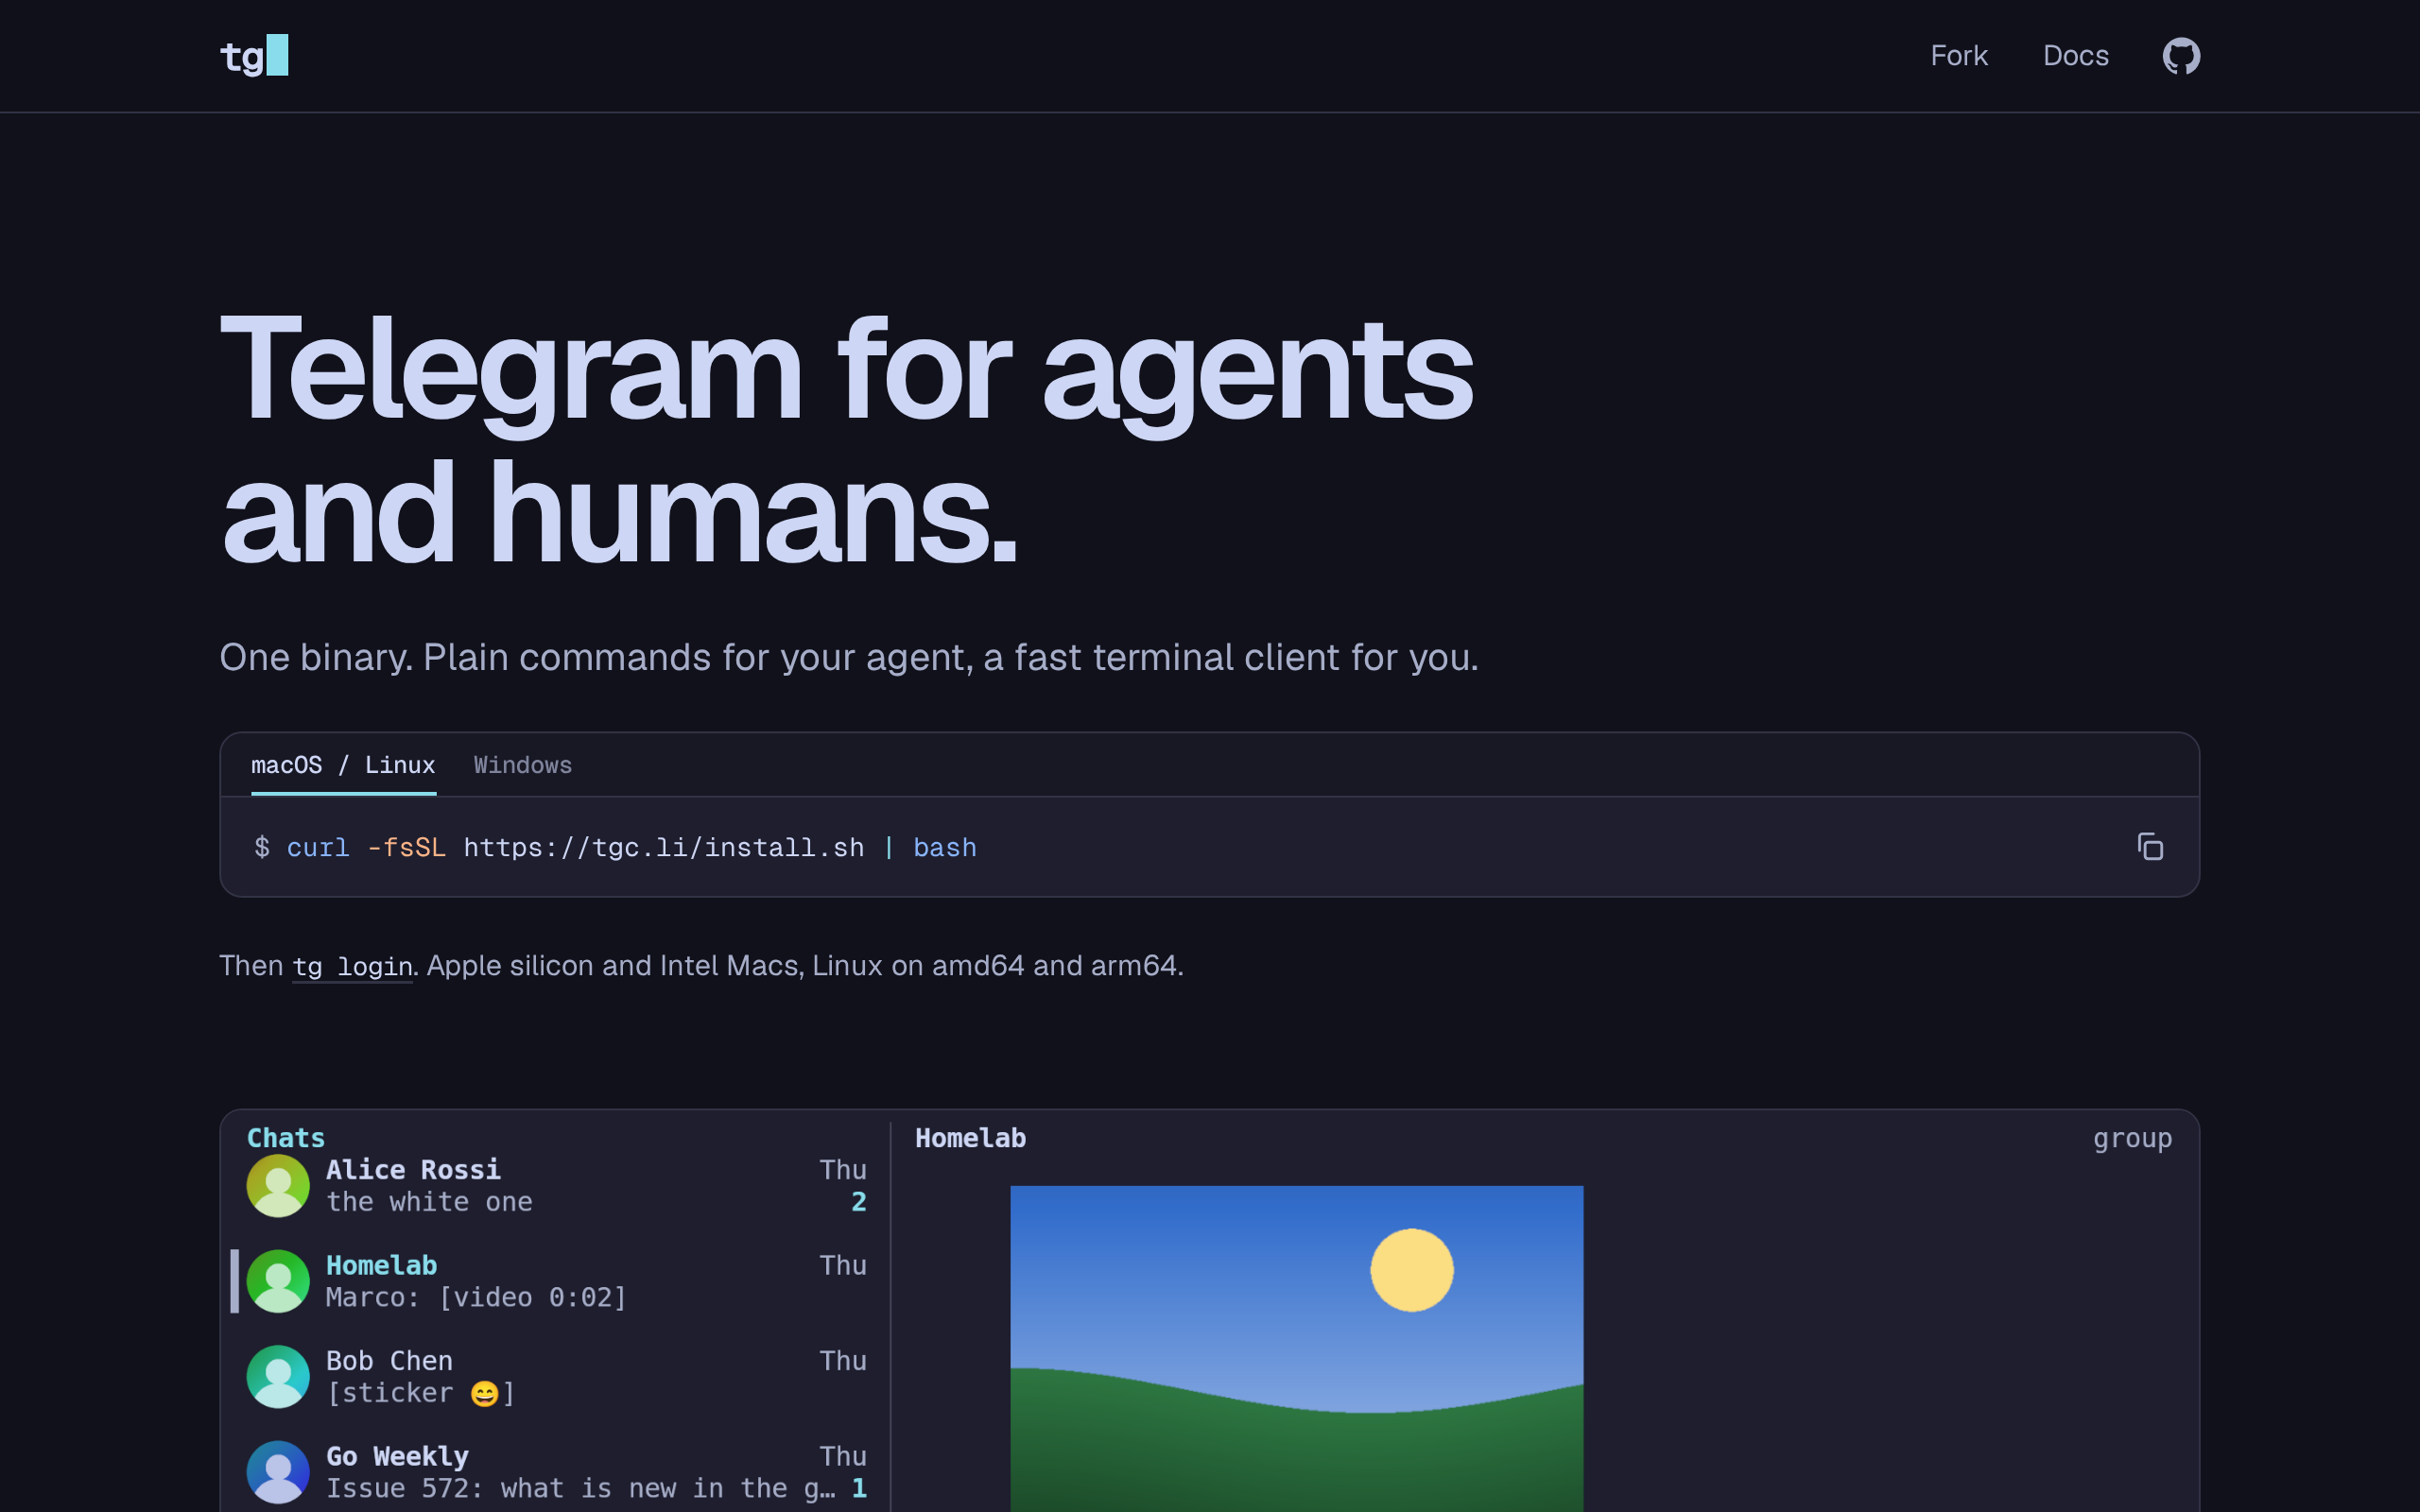 tg
Fork
Docs
Telegram for agents
and humans.
One binary. Plain commands for your agent, a fast terminal client for you.
macOS / Linux
Windows
$ curl -fsSL https://tgc.li/install.sh | bash
Then tg login. Apple silicon and Intel Macs, Linux on amd64 and arm64.
Chats
Alice Rossi Thu
the white one 2
Homelab Thu
Marco: [video 0:02]
Bob Chen Thu
[sticker 😄]
Go Weekly Thu
Issue 572: what is new in the g… 1
Homelab group